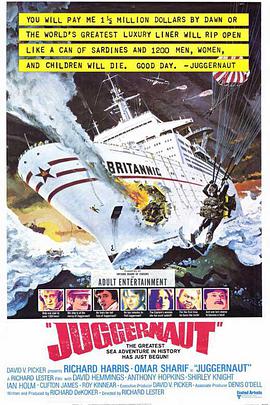 YOU WILL PAY ME 1½ MILLION DOLLARS BY DAWN OR
THE WORLD'S GREATEST LUXURY LINER WILL RIP OPEN
LIKE A CAN OF SARDINES AND 1200 MEN, WOMEN,
AND CHILDREN WILL DIE. GOOD DAY. -JUGGERNAUT
BRITANNIC
ADULT ENTERTAINMENT
"JUGGERNAUT"
THE GREATEST
SEA ADVENTURE IN HISTORY
HAS JUST BEGUN!
DAVID V. PICKER Presents RICHARD HARRIS · OMAR SHARIF in "JUGGERNAUT"
A RICHARD LESTER Film
DAVID HEMMINGS · ANTHONY HOPKINS · SHIRLEY KNIGHT
IAN HOLM · CLIFTON JAMES · ROY KINNEAR · Executive Producer DAVID V. PICKER · Associate Producer DENIS O'DELL
Written and Produced by RICHARD DeKOKER · Directed by RICHARD LESTER
United Artists